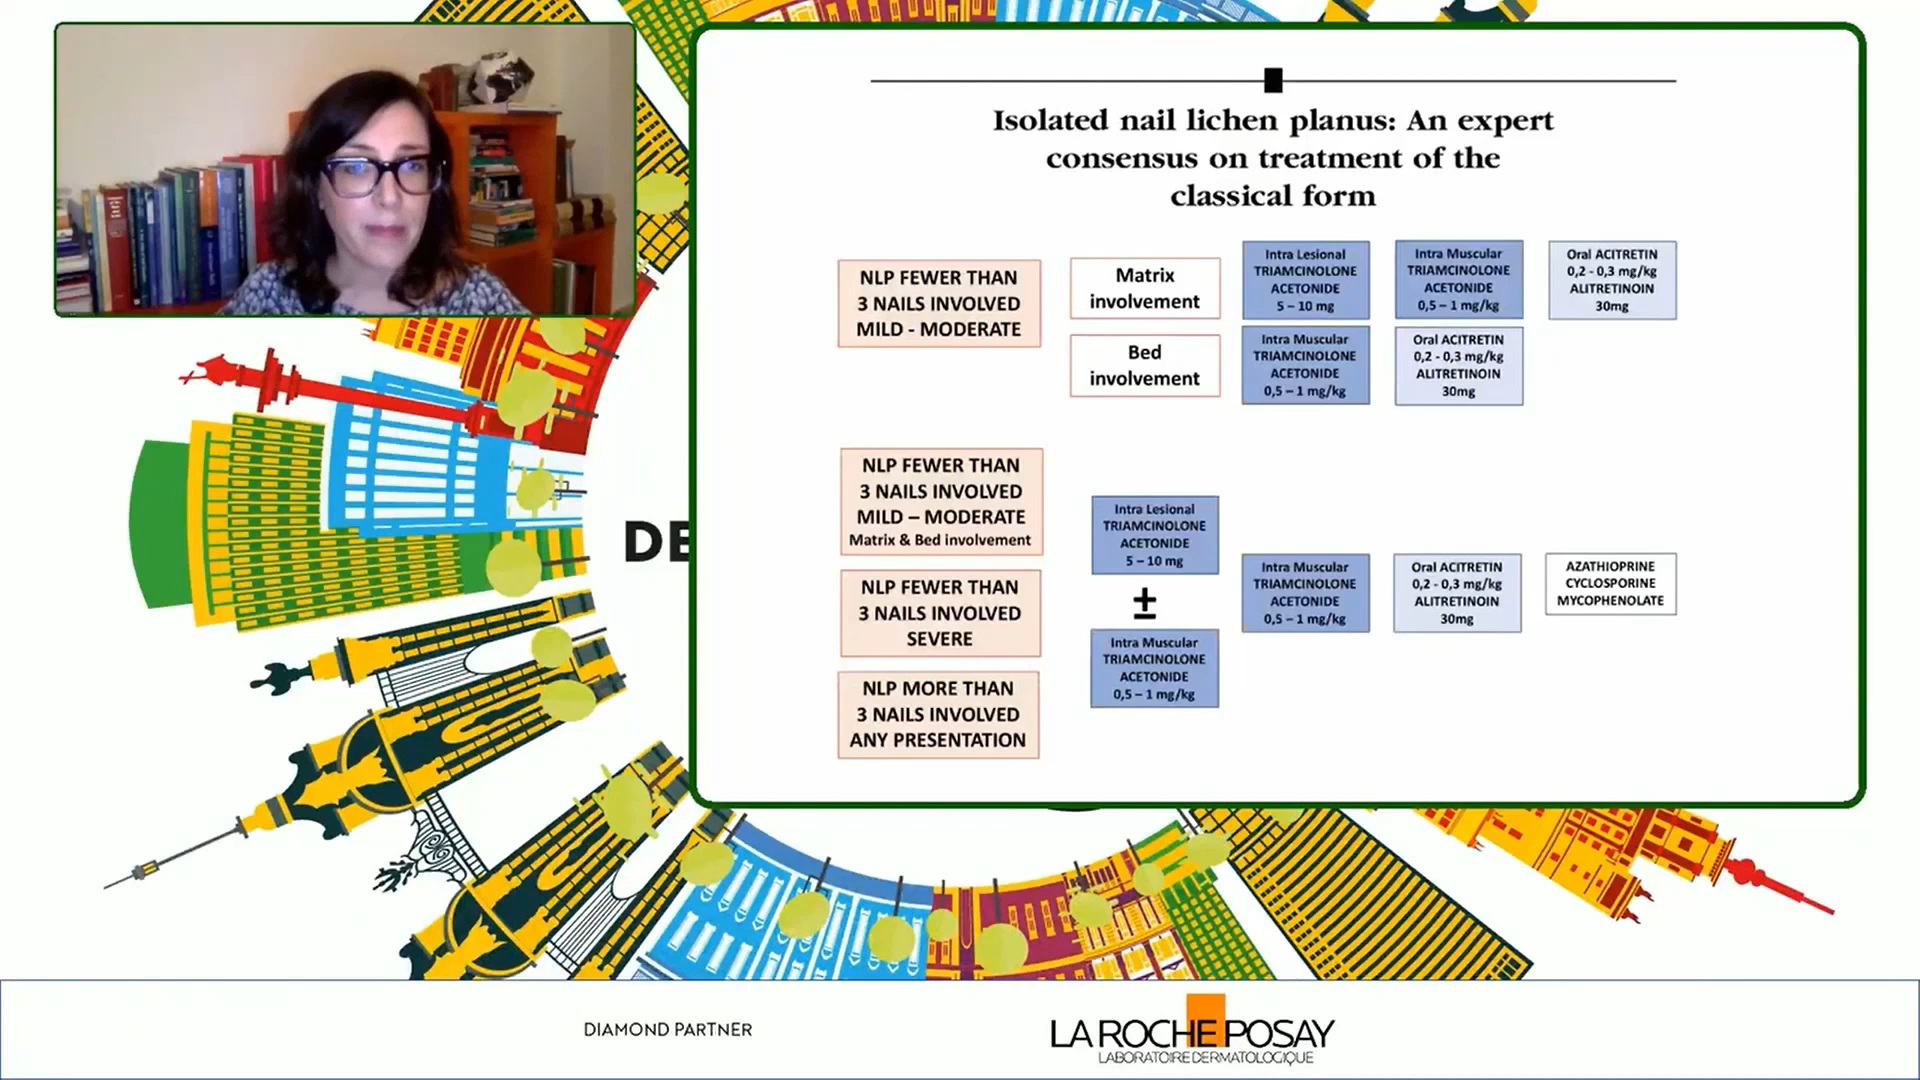 Isolated nail lichen planus: An expert
consensus on treatment of the
classical form
NLP FEWER THAN
3 NAILS INVOLVED
MILD - MODERATE
Matrix
involvement
Intra Lesional
TRIAMCINOLONE
ACETONIDE
5 – 10 mg
Intra Muscular
TRIAMCINOLONE
ACETONIDE
0,5 – 1 mg/kg
Oral ACITRETIN
0,2 - 0,3 mg/kg
ALITRETINOIN
30mg
Bed
involvement
Intra Muscular
TRIAMCINOLONE
ACETONIDE
0,5 – 1 mg/kg
Oral ACITRETIN
0,2 - 0,3 mg/kg
ALITRETINOIN
30mg
NLP FEWER THAN
3 NAILS INVOLVED
MILD – MODERATE
Matrix & Bed involvement
NLP FEWER THAN
3 NAILS INVOLVED
SEVERE
NLP MORE THAN
3 NAILS INVOLVED
ANY PRESENTATION
Intra Lesional
TRIAMCINOLONE
ACETONIDE
5 – 10 mg
±
Intra Muscular
TRIAMCINOLONE
ACETONIDE
0,5 – 1 mg/kg
Intra Muscular
TRIAMCINOLONE
ACETONIDE
0,5 – 1 mg/kg
Oral ACITRETIN
0,2 - 0,3 mg/kg
ALITRETINOIN
30mg
AZATHIOPRINE
CYCLOSPORINE
MYCOPHENOLATE
DE
DIAMOND PARTNER
LA ROCHE POSAY
LABORATOIRE DERMATOLOGIQUE